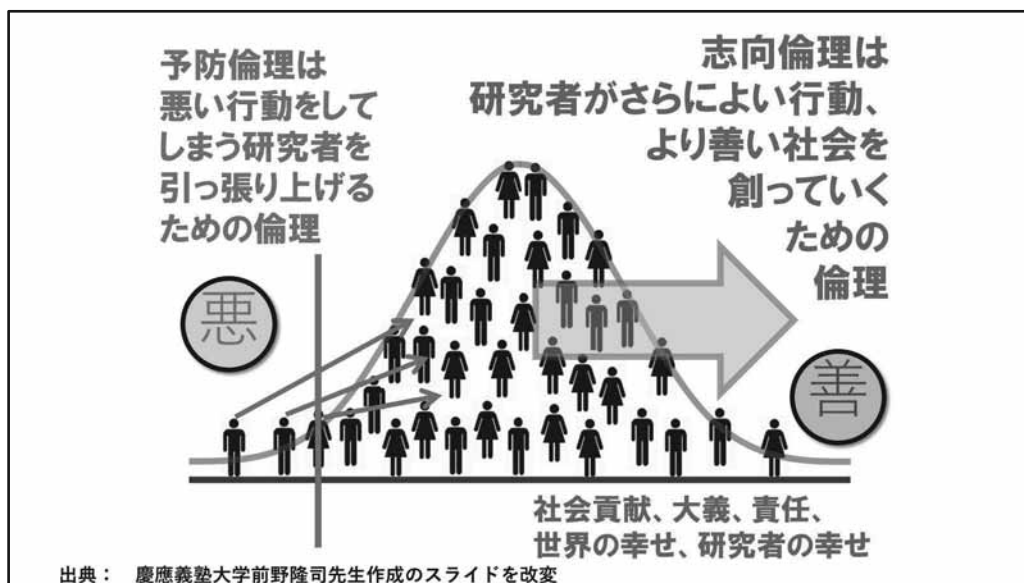 予防倫理は
悪い行動をして
しまう研究者を
引っ張り上げる
ための倫理
志向倫理は
研究者がさらによい行動、
より善い社会を
創っていく
ための
倫理
悪
善
社会貢献、大義、責任、
世界の幸せ、研究者の幸せ
出典： 慶應義塾大学前野隆司先生作成のスライドを改変